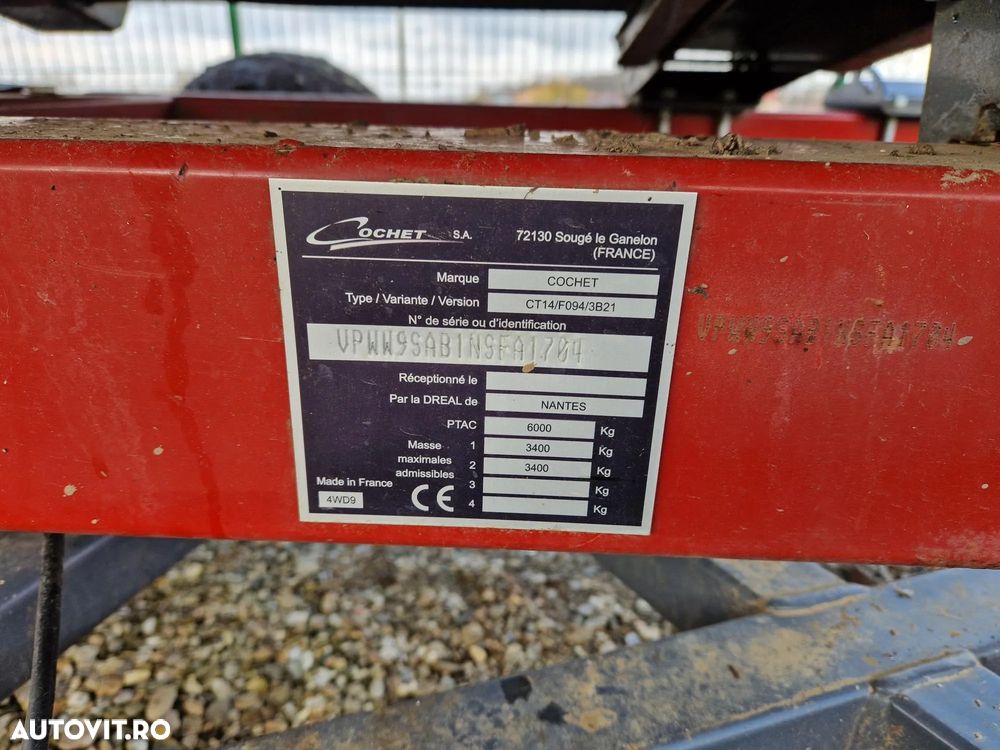 COCHET S.A.
72130 Sougé le Ganelon
(FRANCE)
Marque COCHET
Type / Variante / Version CT14/F094/3B21
N° de série ou d'identification
VPWW9SAB1NSFA1704
VPWW9SAB1NSFA1704
Réceptionné le
Par la DREAL de NANTES
PTAC 6000 Kg
Masse maximales admissibles
1 3400 Kg
2 3400 Kg
3 Kg
4 Kg
Made in France
4WD9
CE
AUTOVIT.RO